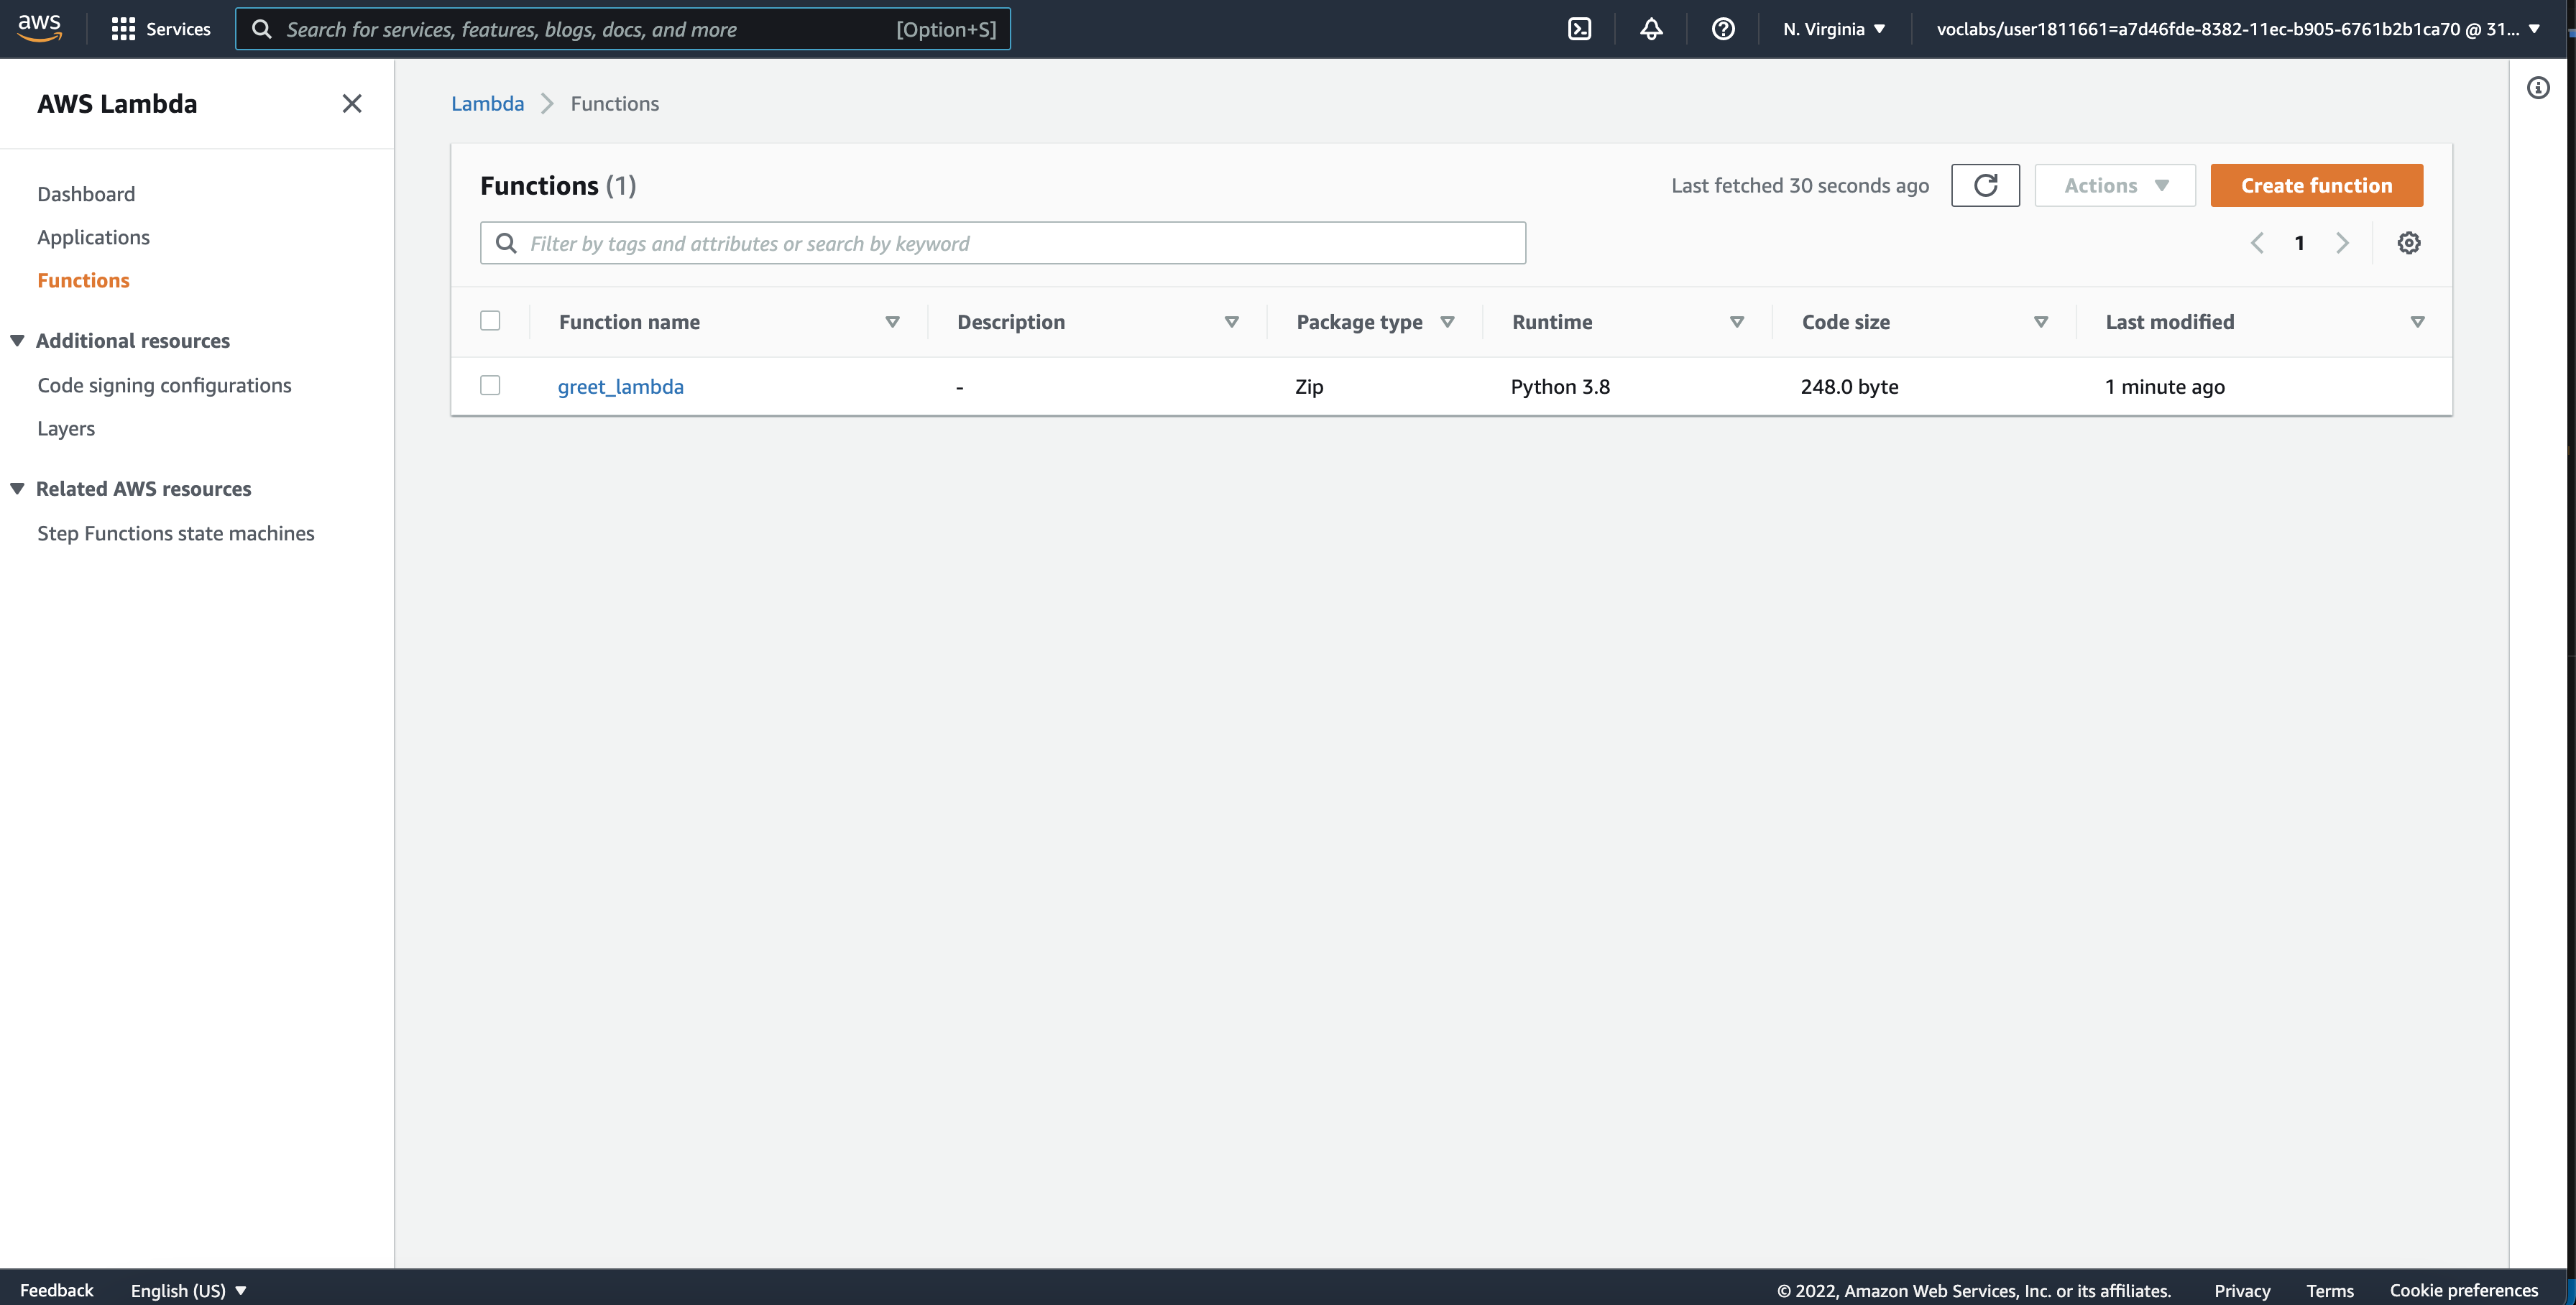 aws Services Search for services, features, blogs, docs, and more [Option+S] N. Virginia voclabs/user1811661=a7d46fde-8382-11ec-b905-6761b2b1ca70 @ 31...
AWS Lambda
Dashboard
Applications
Functions
Additional resources
Code signing configurations
Layers
Related AWS resources
Step Functions state machines
Lambda Functions
Functions (1) Last fetched 30 seconds ago Actions Create function
Filter by tags and attributes or search by keyword 1
Function name Description Package type Runtime Code size Last modified
greet_lambda - Zip Python 3.8 248.0 byte 1 minute ago
Feedback English (US) © 2022, Amazon Web Services, Inc. or its affiliates. Privacy Terms Cookie preferences